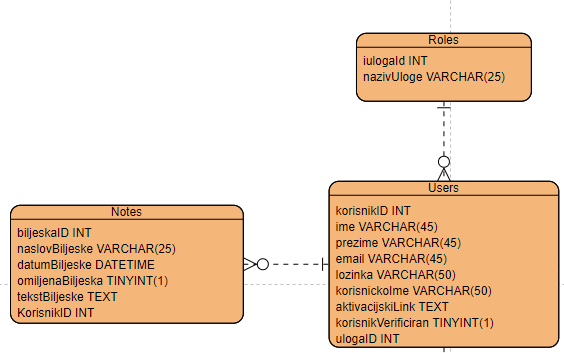 Roles
iulogaId INT
nazivUloge VARCHAR(25)
Users
korisnikID INT
ime VARCHAR(45)
prezime VARCHAR(45)
email VARCHAR(45)
lozinka VARCHAR(50)
korisnickoIme VARCHAR(50)
aktivacijskiLink TEXT
korisnikVerificiran TINYINT(1)
ulogaID INT
Notes
biljeskaID INT
naslovBiljeske VARCHAR(25)
datumBiljeske DATETIME
omiljenaBiljeska TINYINT(1)
tekstBiljeske TEXT
KorisnikID INT